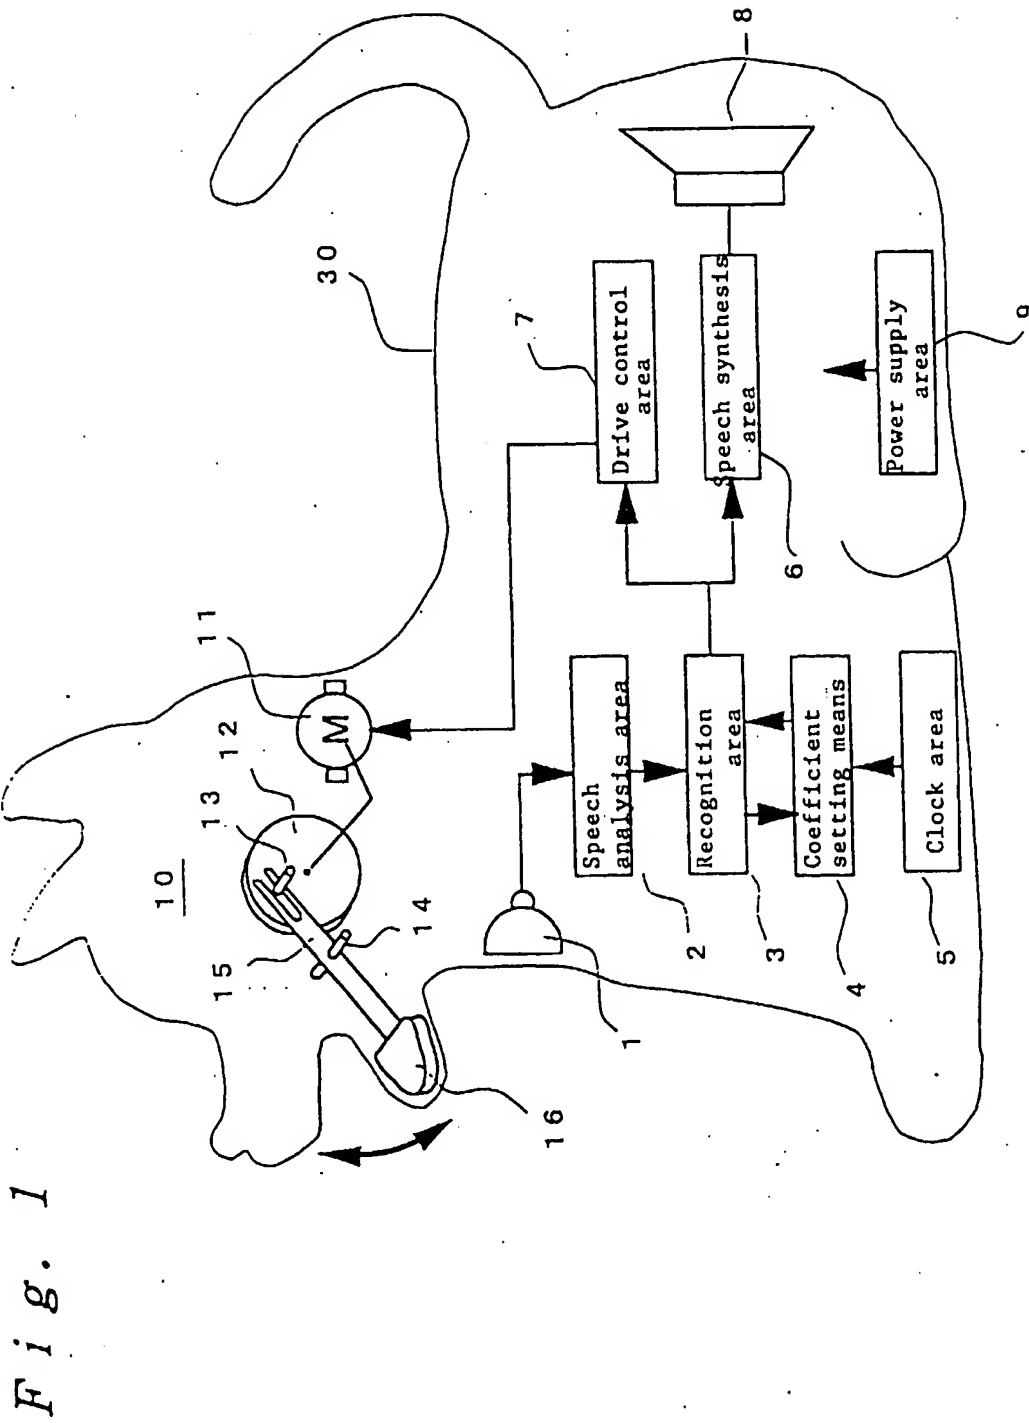 Fig. 1
10
11
12
13
14
15
16
30
7
8
Drive control
area
Speech synthesis
area
6
Power supply
area
9
Speech
analysis area
2
Recognition
area
3
Coefficient
setting means
4
Clock area
5
1
M